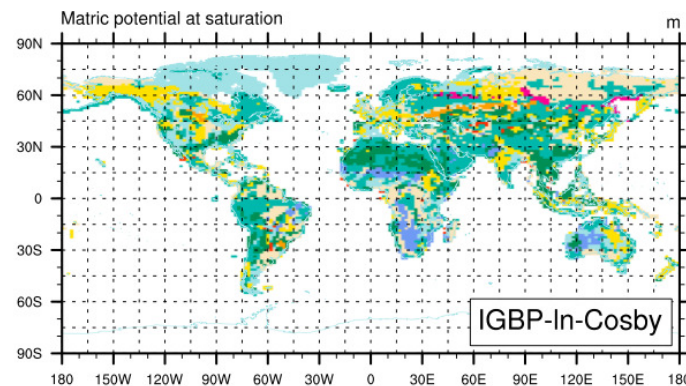 Matric potential at saturation
m
90N
60N
30N
0
30S
60S
90S
IGBP-ln-Cosby
180 150W 120W 90W 60W 30W 0 30E 60E 90E 120E 150E 180